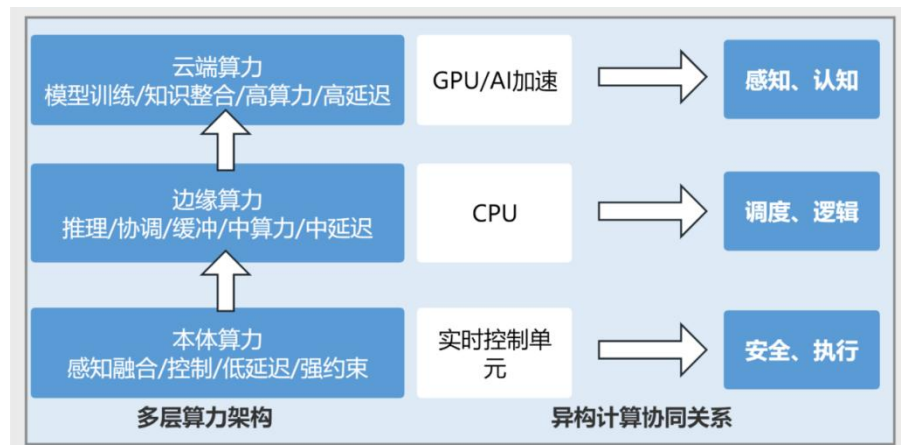 云端算力
模型训练/知识整合/高算力/高延迟
GPU/AI加速
感知、认知
边缘算力
推理/协调/缓冲/中算力/中延迟
CPU
调度、逻辑
本体算力
感知融合/控制/低延迟/强约束
实时控制单
元
安全、执行
多层算力架构
异构计算协同关系